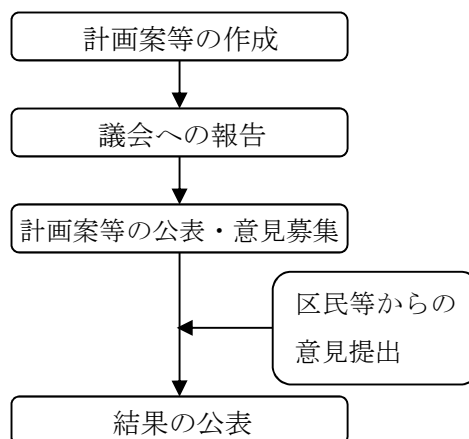 計画案等の作成
議会への報告
計画案等の公表・意見募集
区民等からの
意見提出
結果の公表